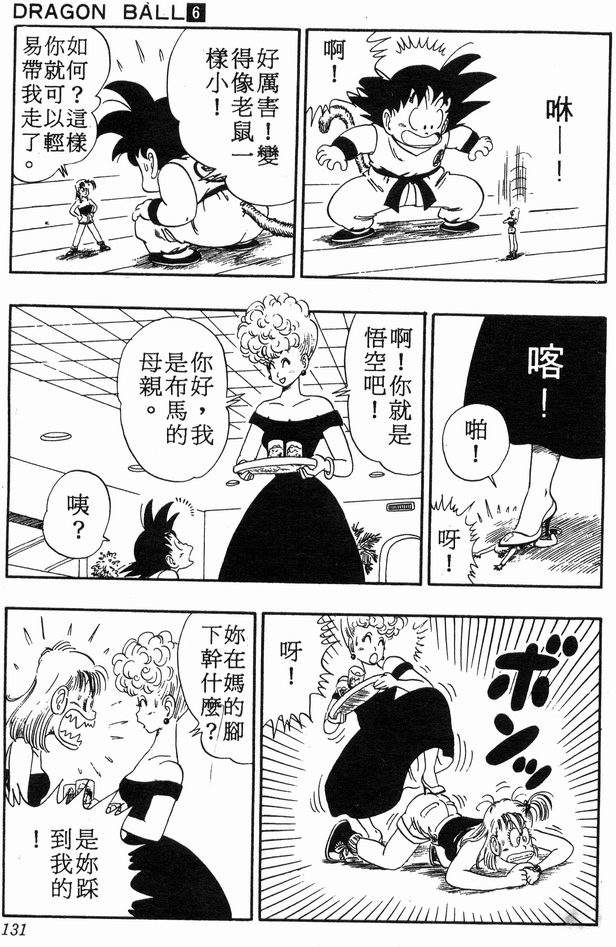 DRAGON BALL 6
咻—！
啊！
好厲害！變
得像老鼠一
樣小！
如何？這樣
你就可以輕
易帶我走了。
喀！
啪！
呀！
啊！你就是
悟空吧！
你好，我
是布馬的
母親。
咦？
ボンッ
呀！
妳在媽的腳
下幹什麼？
是妳踩
到我的
！
131